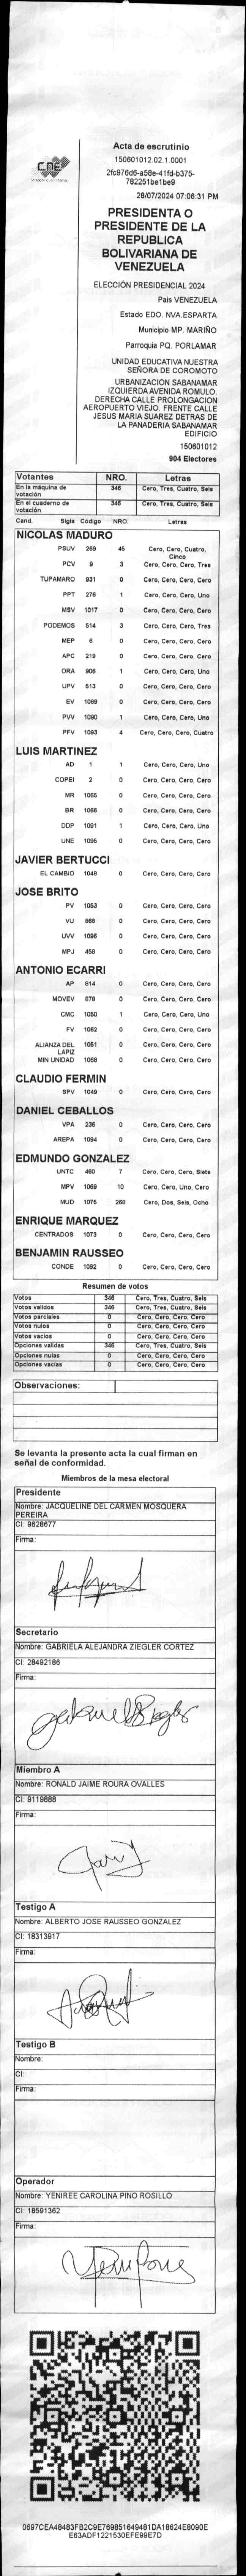 CNE
Acta de escrutinio
150601012.02.1.0001
2fc976d6-a58e-41fd-b375-
782251be1be9
28/07/2024 07:06:31 PM
PRESIDENTA O
PRESIDENTE DE LA
REPUBLICA
BOLIVARIANA DE
VENEZUELA
ELECCIÓN PRESIDENCIAL 2024
Pais VENEZUELA
Estado EDO. NVA.ESPARTA
Municipio MP. MARIÑO
Parroquia PQ. PORLAMAR
UNIDAD EDUCATIVA NUESTRA
SEÑORA DE COROMOTO
URBANIZACION SABANAMAR
IZQUIERDA AVENIDA ROMULO.
DERECHA CALLE PROLONGACION
AEROPUERTO VIEJO. FRENTE CALLE
JESUS MARIA SUAREZ DETRAS DE
LA PANADERIA SABANAMAR
EDIFICIO
150601012
904 Electores
Votantes NRO. Letras
En la máquina de
votación 346 Cero, Tres, Cuatro, Seis
En el cuaderno de
votación 346 Cero, Tres, Cuatro, Seis
Cand. Sigla Código NRO. Letras
NICOLAS MADURO
PSUV 269 45 Cero, Cero, Cuatro,
Cinco
PCV 9 3 Cero, Cero, Cero, Tres
TUPAMARO 931 0 Cero, Cero, Cero, Cero
PPT 276 1 Cero, Cero, Cero, Uno
MSV 1017 0 Cero, Cero, Cero, Cero
PODEMOS 514 3 Cero, Cero, Cero, Tres
MEP 6 0 Cero, Cero, Cero, Cero
APC 219 0 Cero, Cero, Cero, Cero
ORA 906 1 Cero, Cero, Cero, Uno
UPV 513 0 Cero, Cero, Cero, Cero
EV 1089 0 Cero, Cero, Cero, Cero
PVV 1090 1 Cero, Cero, Cero, Uno
PFV 1093 4 Cero, Cero, Cero, Cuatro
LUIS MARTINEZ
AD 1 1 Cero, Cero, Cero, Uno
COPEI 2 0 Cero, Cero, Cero, Cero
MR 1065 0 Cero, Cero, Cero, Cero
BR 1066 0 Cero, Cero, Cero, Cero
DDP 1091 1 Cero, Cero, Cero, Uno
UNE 1095 0 Cero, Cero, Cero, Cero
JAVIER BERTUCCI
EL CAMBIO 1048 0 Cero, Cero, Cero, Cero
JOSE BRITO
PV 1053 0 Cero, Cero, Cero, Cero
VU 868 0 Cero, Cero, Cero, Cero
UVV 1096 0 Cero, Cero, Cero, Cero
MPJ 458 0 Cero, Cero, Cero, Cero
ANTONIO ECARRI
AP 814 0 Cero, Cero, Cero, Cero
MOVEV 878 0 Cero, Cero, Cero, Cero
CMC 1050 1 Cero, Cero, Cero, Uno
FV 1082 0 Cero, Cero, Cero, Cero
ALIANZA DEL 1051 0 Cero, Cero, Cero, Cero
LAPIZ
MIN UNIDAD 1068 0 Cero, Cero, Cero, Cero
CLAUDIO FERMIN
SPV 1049 0 Cero, Cero, Cero, Cero
DANIEL CEBALLOS
VPA 236 0 Cero, Cero, Cero, Cero
AREPA 1094 0 Cero, Cero, Cero, Cero
EDMUNDO GONZALEZ
UNTC 460 7 Cero, Cero, Cero, Siete
MPV 1069 10 Cero, Cero, Uno, Cero
MUD 1075 268 Cero, Dos, Seis, Ocho
ENRIQUE MARQUEZ
CENTRADOS 1073 0 Cero, Cero, Cero, Cero
BENJAMIN RAUSSEO
CONDE 1092 0 Cero, Cero, Cero, Cero
Resumen de votos
Votos 346 Cero, Tres, Cuatro, Seis
Votos validos 346 Cero, Tres, Cuatro, Seis
Votos parciales 0 Cero, Cero, Cero, Cero
Votos nulos 0 Cero, Cero, Cero, Cero
Votos vacios 0 Cero, Cero, Cero, Cero
Opciones validas 346 Cero, Tres, Cuatro, Seis
Opciones nulas 0 Cero, Cero, Cero, Cero
Opciones vacias 0 Cero, Cero, Cero, Cero
Observaciones:
Se levanta la presente acta la cual firman en
señal de conformidad.
Miembros de la mesa electoral
Presidente
Nombre: JACQUELINE DEL CARMEN MOSQUERA
PEREIRA
CI: 9628677
Firma:
Secretario
Nombre: GABRIELA ALEJANDRA ZIEGLER CORTEZ
CI: 28492186
Firma:
Miembro A
Nombre: RONALD JAIME ROURA OVALLES
CI: 9119888
Firma:
Testigo A
Nombre: ALBERTO JOSE RAUSSEO GONZALEZ
CI: 18313917
Firma:
Testigo B
Nombre:
CI:
Firma:
Operador
Nombre: YENIREE CAROLINA PINO ROSILLO
CI: 18591362
Firma:
0697CEA48483FB2C9E769851649481DA18624E8090E
E63ADF1221530EFE99E7D